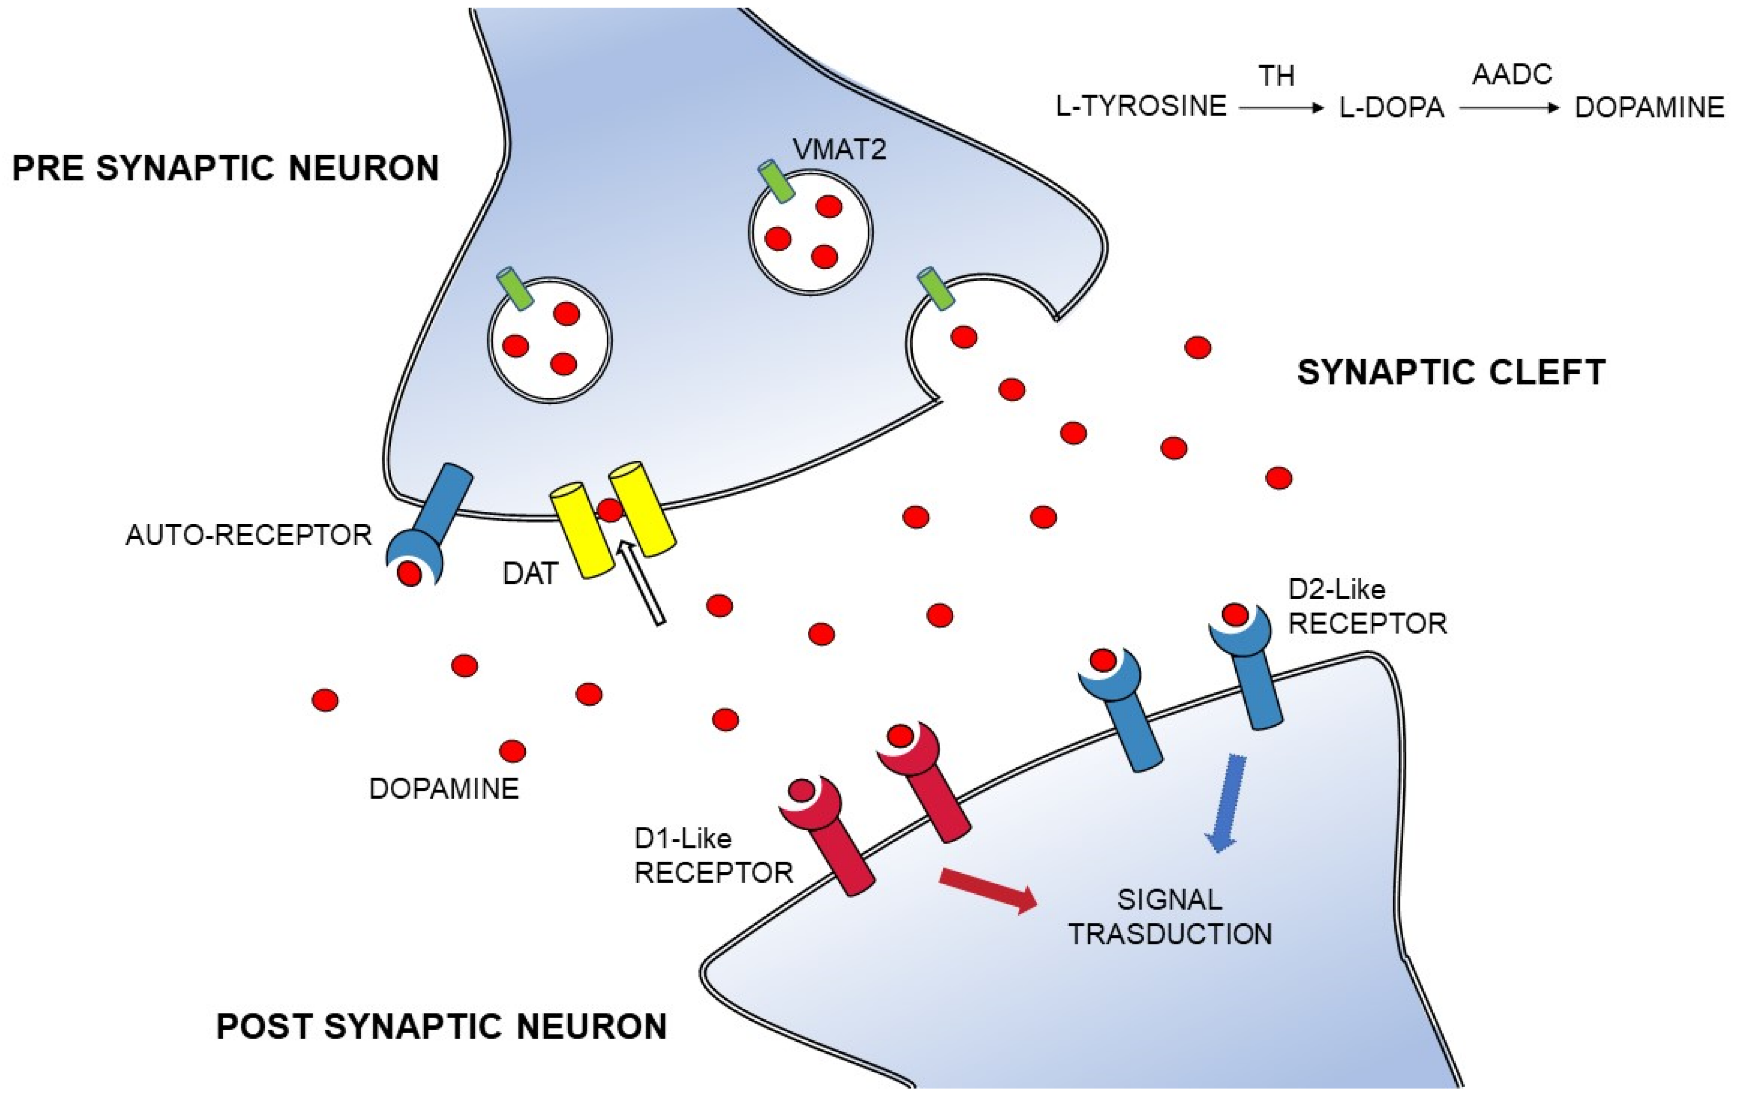 TH
AADC
L-TYROSINE
L-DOPA
DOPAMINE
VMAT2
PRE SYNAPTIC NEURON
SYNAPTIC CLEFT
AUTO-RECEPTOR
DAT
D2-Like
RECEPTOR
DOPAMINE
D1-Like
RECEPTOR
SIGNAL
TRASDUCTION
POST SYNAPTIC NEURON